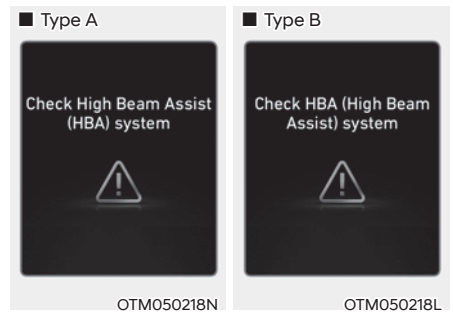 ■ Type A
Check High Beam Assist
(HBA) system
OTM050218N
■ Type B
Check HBA (High Beam
Assist) system
OTM050218L